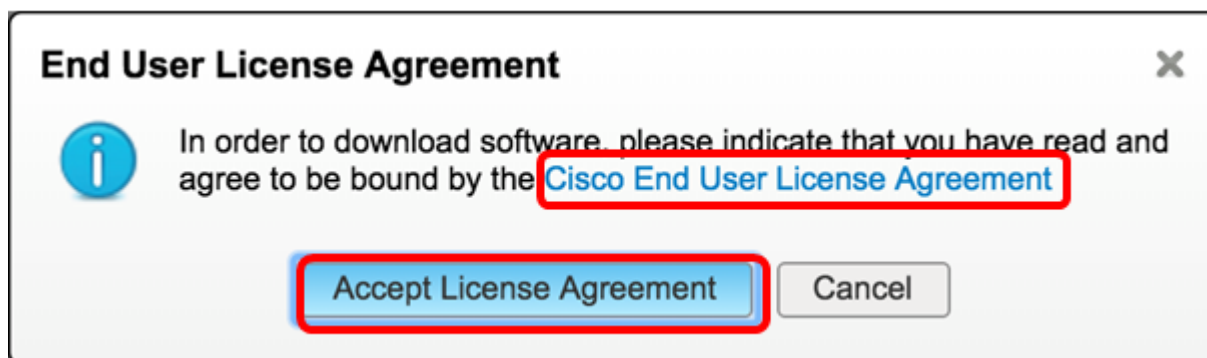 End User License Agreement
In order to download software, please indicate that you have read and
agree to be bound by the Cisco End User License Agreement
Accept License Agreement
Cancel